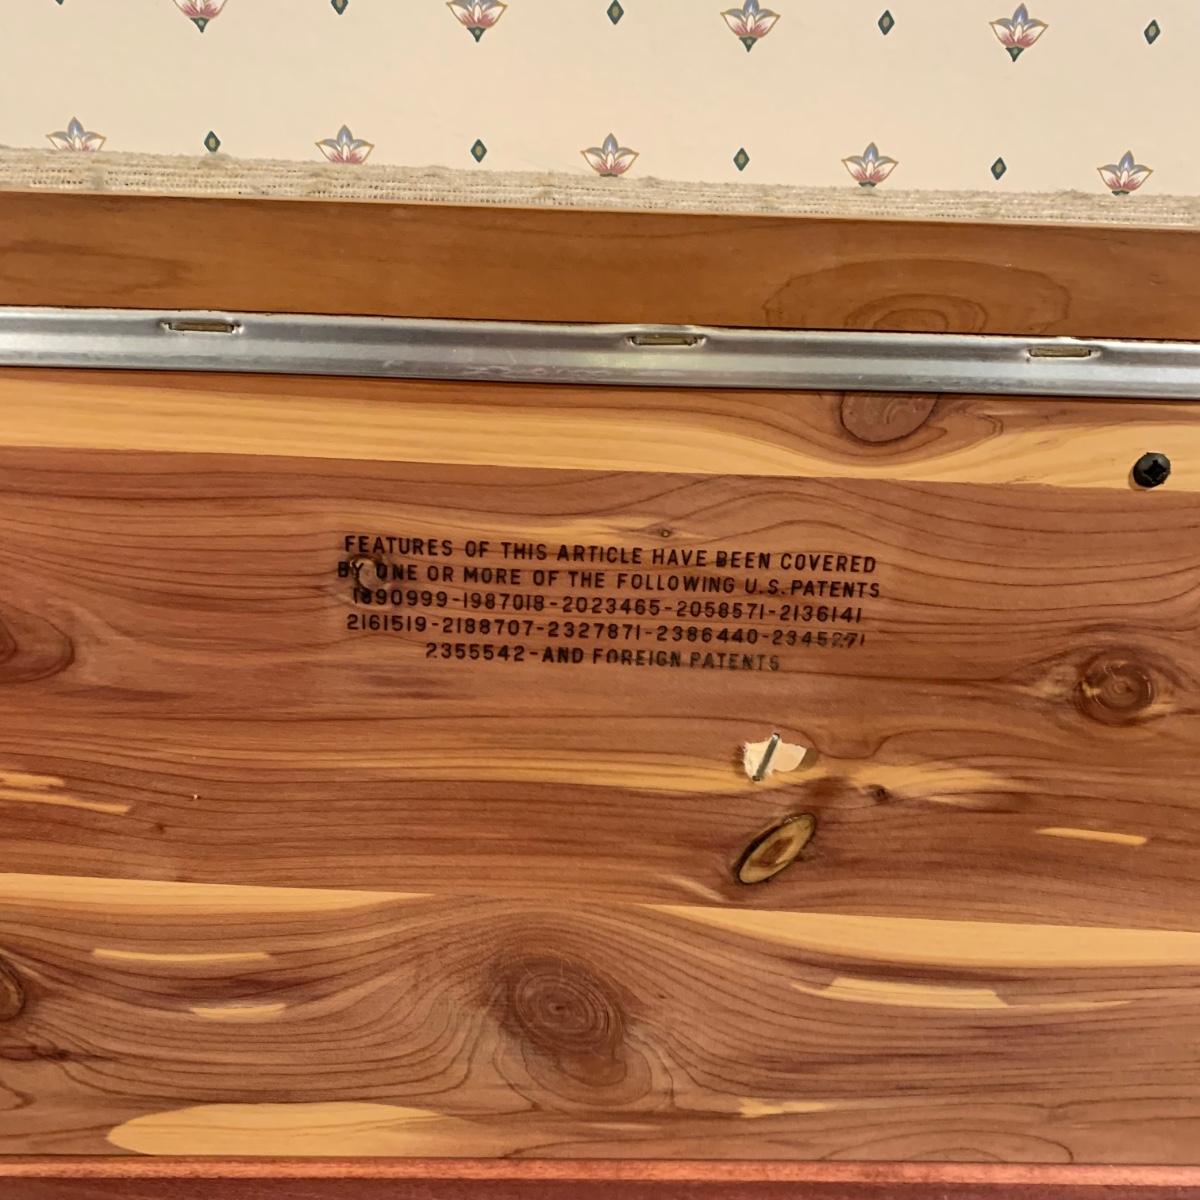 FEATURES OF THIS ARTICLE HAVE BEEN COVERED
BY ONE OR MORE OF THE FOLLOWING U.S. PATENTS
1890999-1987018-2023465-2058571-2136141
2161519-2188707-2327871-2386440-2345271
2355542-AND FOREIGN PATENTS